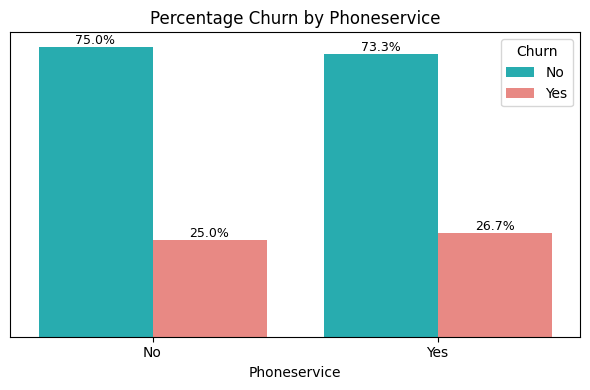 Percentage Churn by Phoneservice
75.0%
25.0%
73.3%
26.7%
Churn
No
Yes
No
Yes
Phoneservice